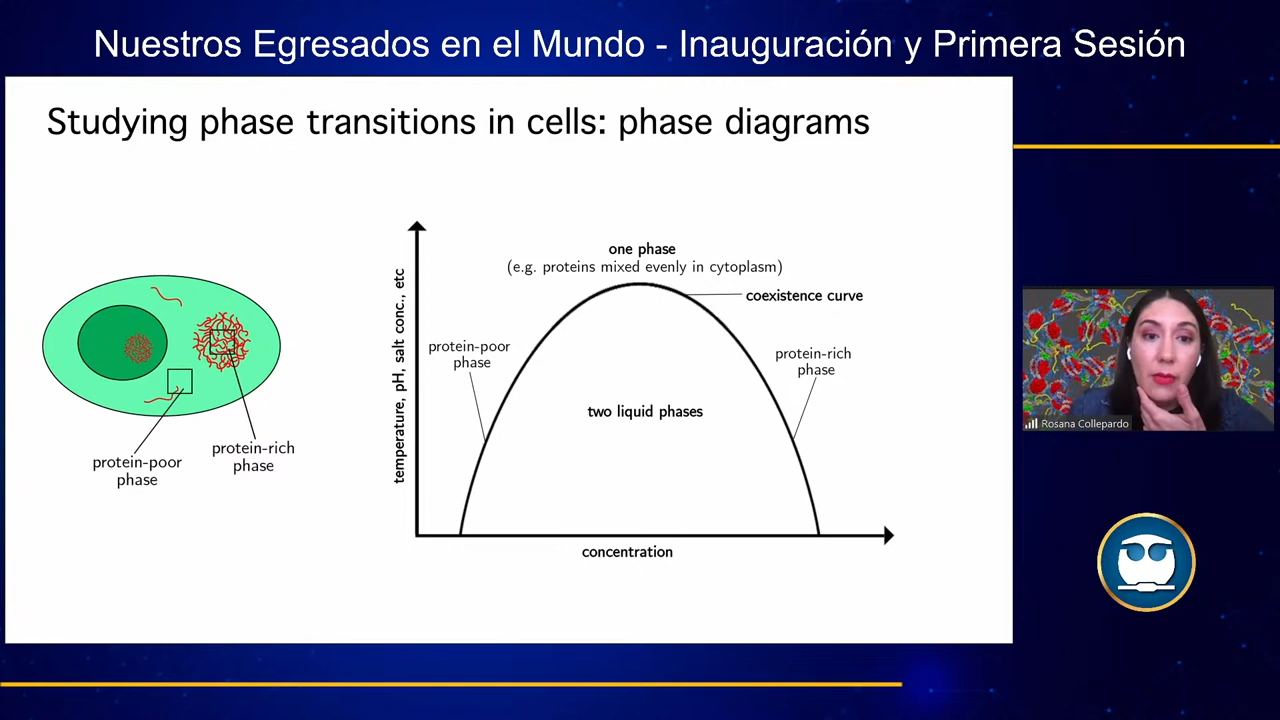 Nuestros Egresados en el Mundo - Inauguración y Primera Sesión
Studying phase transitions in cells: phase diagrams
protein-poor
phase
protein-rich
phase
temperature, pH, salt conc., etc
one phase
(e.g. proteins mixed evenly in cytoplasm)
coexistence curve
protein-poor
phase
protein-rich
phase
two liquid phases
concentration
Rosana Collepardo